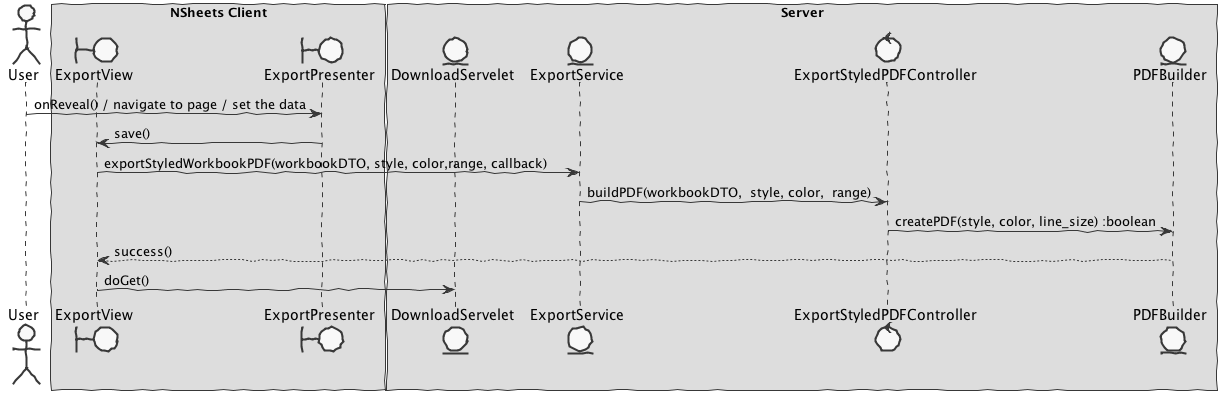 NSheets Client
Server
User
ExportView
ExportPresenter
DownloadServelet
ExportService
ExportStyledPDFController
PDFBuilder
onReveal() / navigate to page / set the data
save()
exportStyledWorkbookPDF(workbookDTO, style, color,range, callback)
buildPDF(workbookDTO,  style, color,  range)
createPDF(style, color, line_size) :boolean
success()
doGet()
User
ExportView
ExportPresenter
DownloadServelet
ExportService
ExportStyledPDFController
PDFBuilder